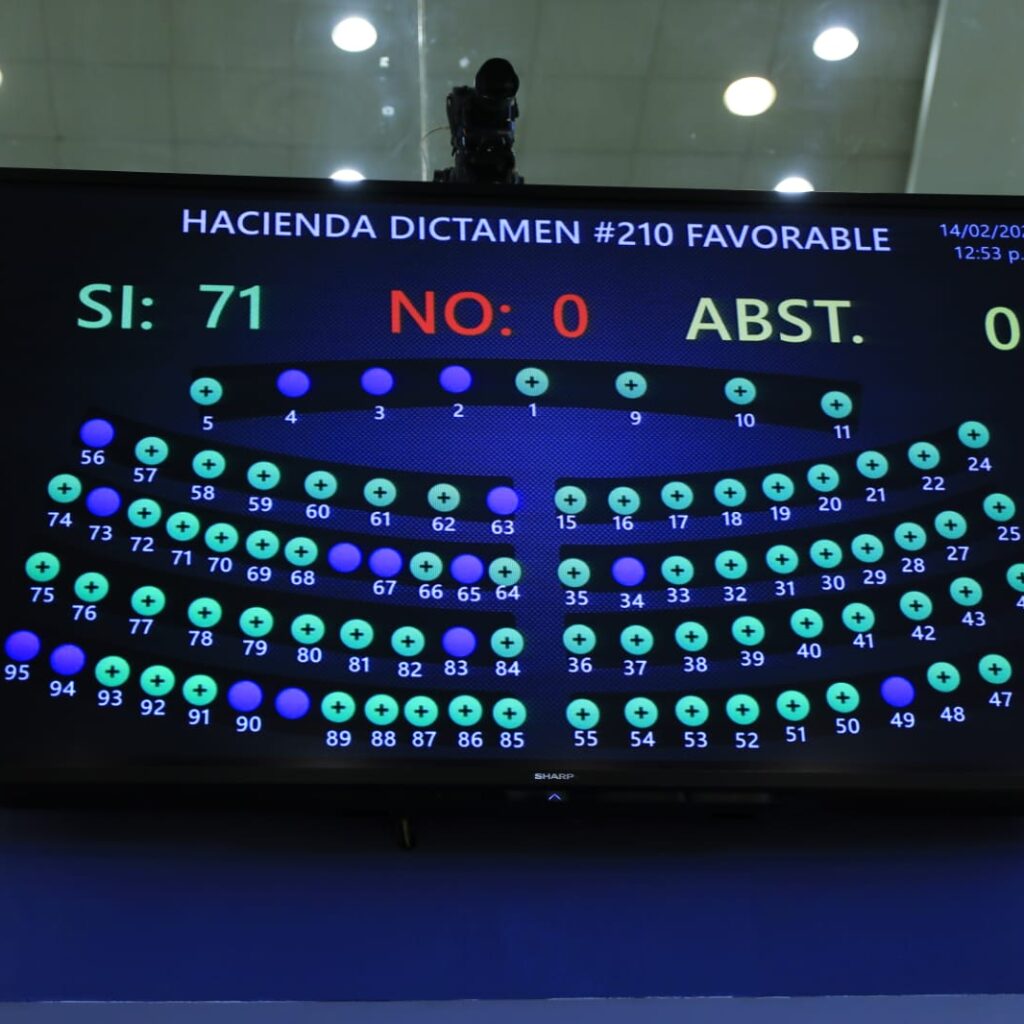 HACIENDA DICTAMEN #210 FAVORABLE
14/02/202
12:53 p.
SI: 71 NO: 0 ABST. 0
5 4 3 2 1 9 10 11
56 57 58 59 60 61 62 63 15 16 17 18 19 20 21 22 24
74 73 72 71 70 69 68 67 66 65 64 35 34 33 32 31 30 29 28 27 25
75 76 77 78 79 80 81 82 83 84 36 37 38 39 40 41 42 43
95 94 93 92 91 90 89 88 87 86 85 55 54 53 52 51 50 49 48 47
SHARP